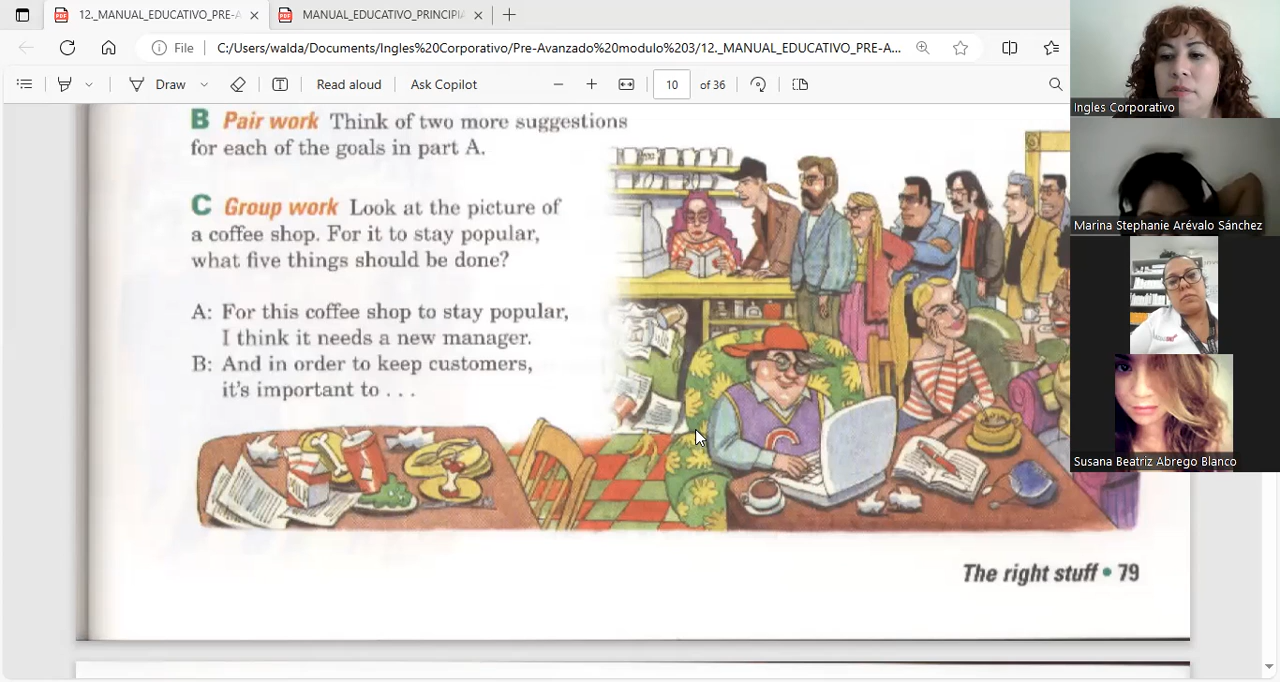 12._MANUAL_EDUCATIVO_PRE-A
MANUAL_EDUCATIVO_PRINCIPIA
File
C:/Users/walda/Documents/Ingles%20Corporativo/Pre-Avanzado%20modulo%203/12._MANUAL_EDUCATIVO_PRE-A...
Draw
Read aloud
Ask Copilot
10 of 36
B Pair work Think of two more suggestions
for each of the goals in part A.
C Group work Look at the picture of
a coffee shop. For it to stay popular,
what five things should be done?
A: For this coffee shop to stay popular,
I think it needs a new manager.
B: And in order to keep customers,
it's important to . . .
The right stuff • 79
Ingles Corporativo
Marina Stephanie Arévalo Sánchez
Susana Beatriz Abrego Blanco